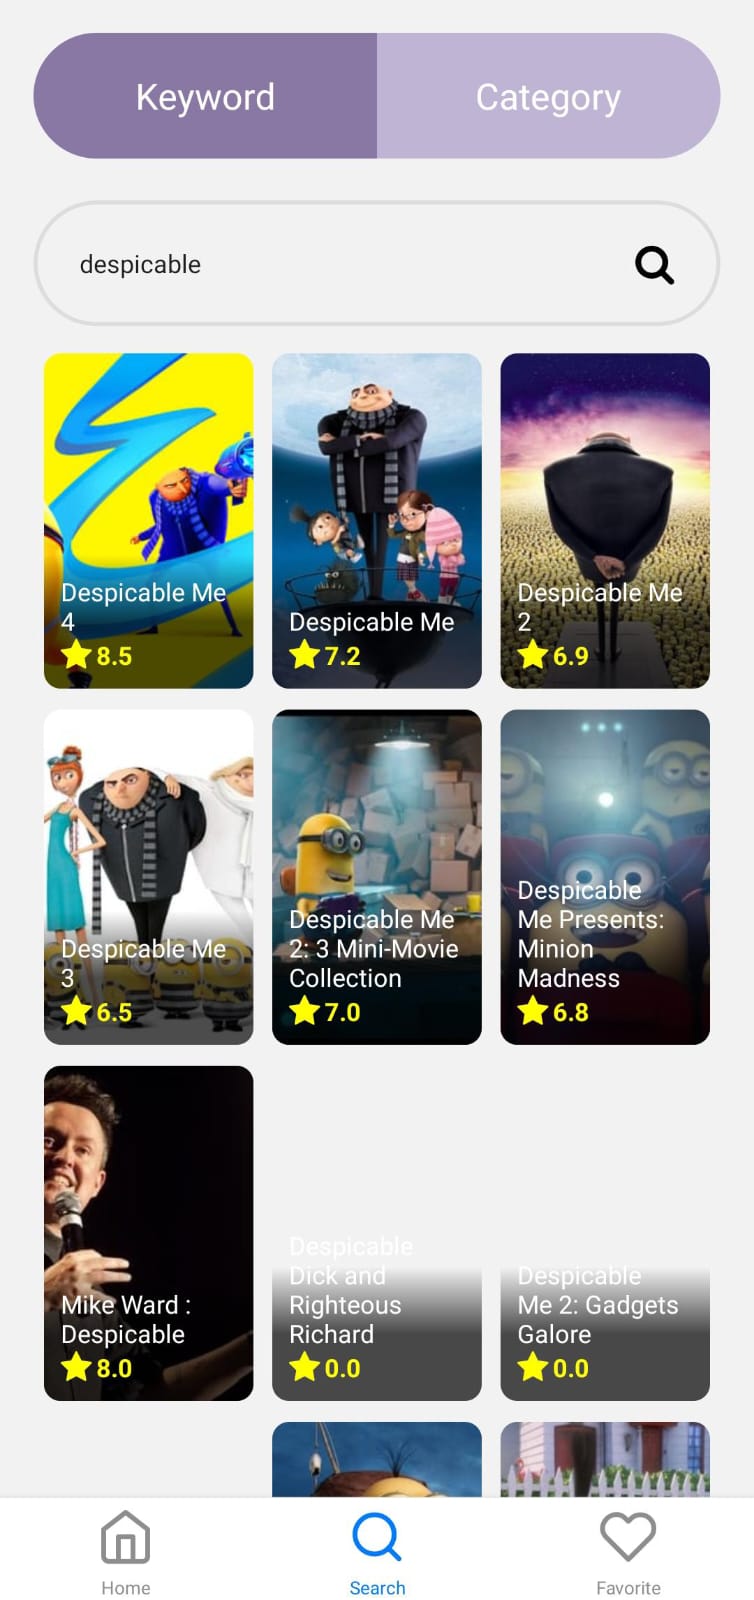 Keyword
Category
despicable
Despicable Me
4
8.5
Despicable Me
7.2
Despicable Me
2
6.9
Despicable Me
3
6.5
Despicable Me
2: 3 Mini-Movie
Collection
7.0
Despicable
Me Presents:
Minion
Madness
6.8
Mike Ward :
Despicable
8.0
Despicable
Dick and
Righteous
Richard
0.0
Despicable
Me 2: Gadgets
Galore
0.0
Home
Search
Favorite